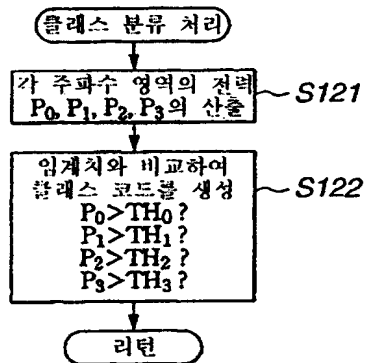 클래스 분류 처리
각 주파수 영역의 전력
P₀, P₁, P₂, P₃의 산출
S121
임계치와 비교하여
클래스 코드를 생성
S122
P₀>TH₀ ?
P₁>TH₁ ?
P₂>TH₂ ?
P₃>TH₃ ?
리턴